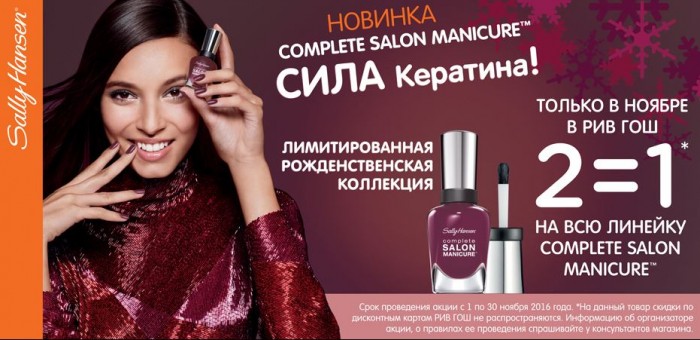 Sally Hansen
НОВИНКА
COMPLETE SALON MANICURE™
СИЛА Кератина!
ЛИМИТИРОВАННАЯ
РОЖДЕСТВЕНСКАЯ
КОЛЛЕКЦИЯ
Sally Hansen
complete
SALON
MANICURE™
ТОЛЬКО В НОЯБРЕ
В РИВ ГОШ
2=1*
НА ВСЮ ЛИНЕЙКУ
COMPLETE SALON
MANICURE™
Срок проведения акции с 1 по 30 ноября 2016 года. *На данный товар скидки по
дисконтным картам РИВ ГОШ не распространяются. Информацию об организаторе
акции, о правилах ее проведения спрашивайте у консультантов магазина.